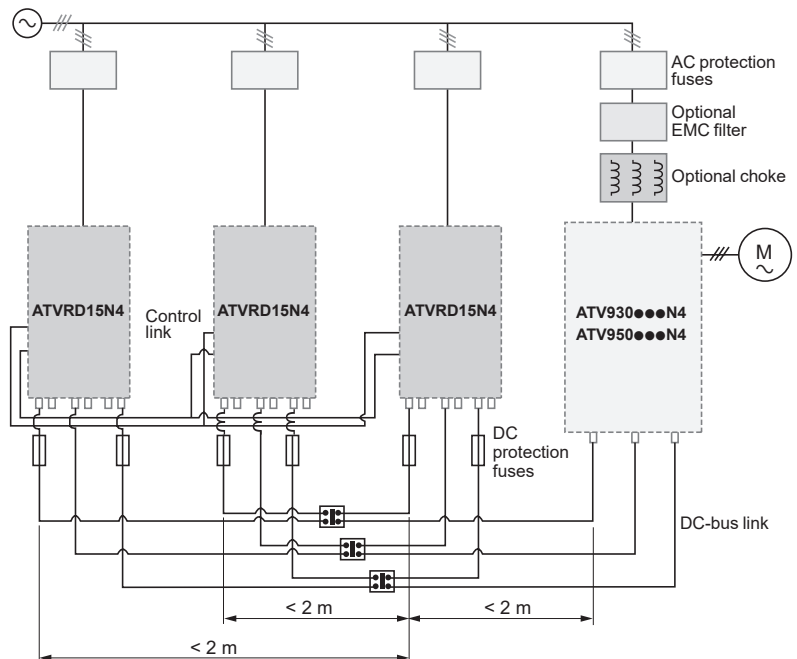 AC protection
fuses
Optional
EMC filter
Optional choke
M
ATVRD15N4
Control
link
ATVRD15N4
ATVRD15N4
ATV930●●●N4
ATV950●●●N4
DC
protection
fuses
DC-bus link
< 2 m
< 2 m
< 2 m